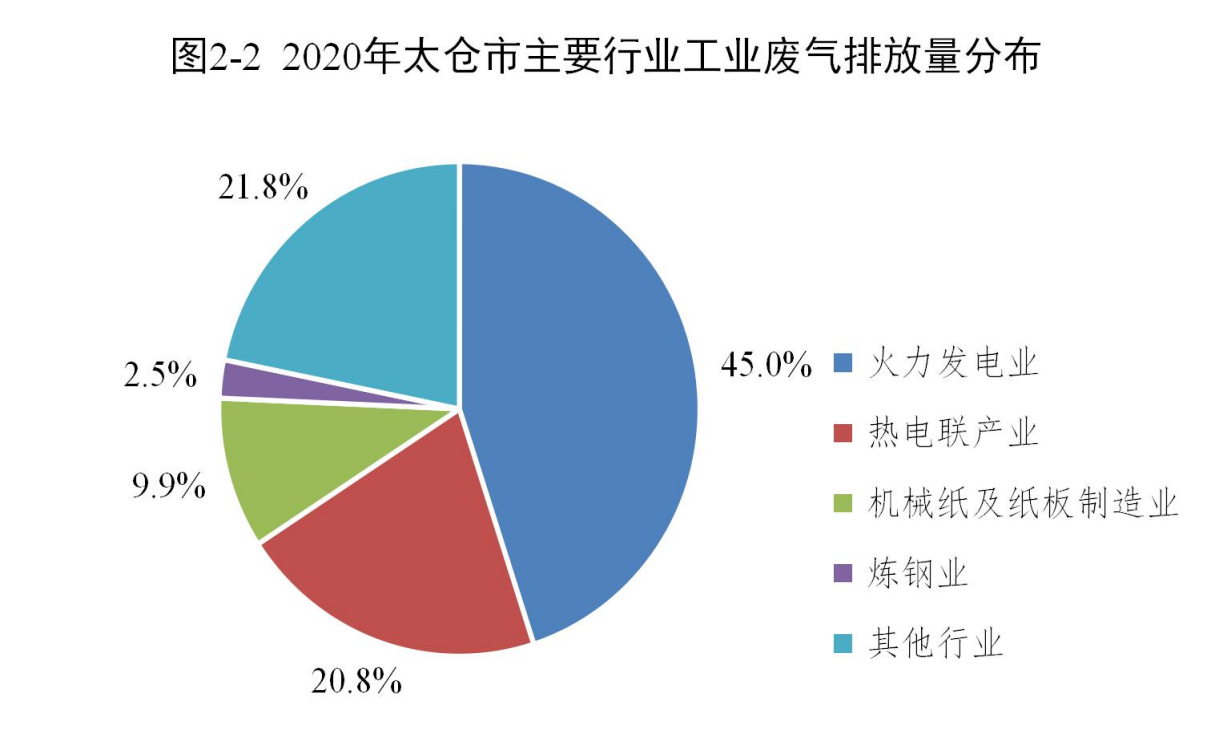 图2-2 2020年太仓市主要行业工业废气排放量分布
21.8%
2.5%
45.0%
火力发电业
热电联产业
9.9%
机械纸及纸板制造业
炼钢业
其他行业
20.8%